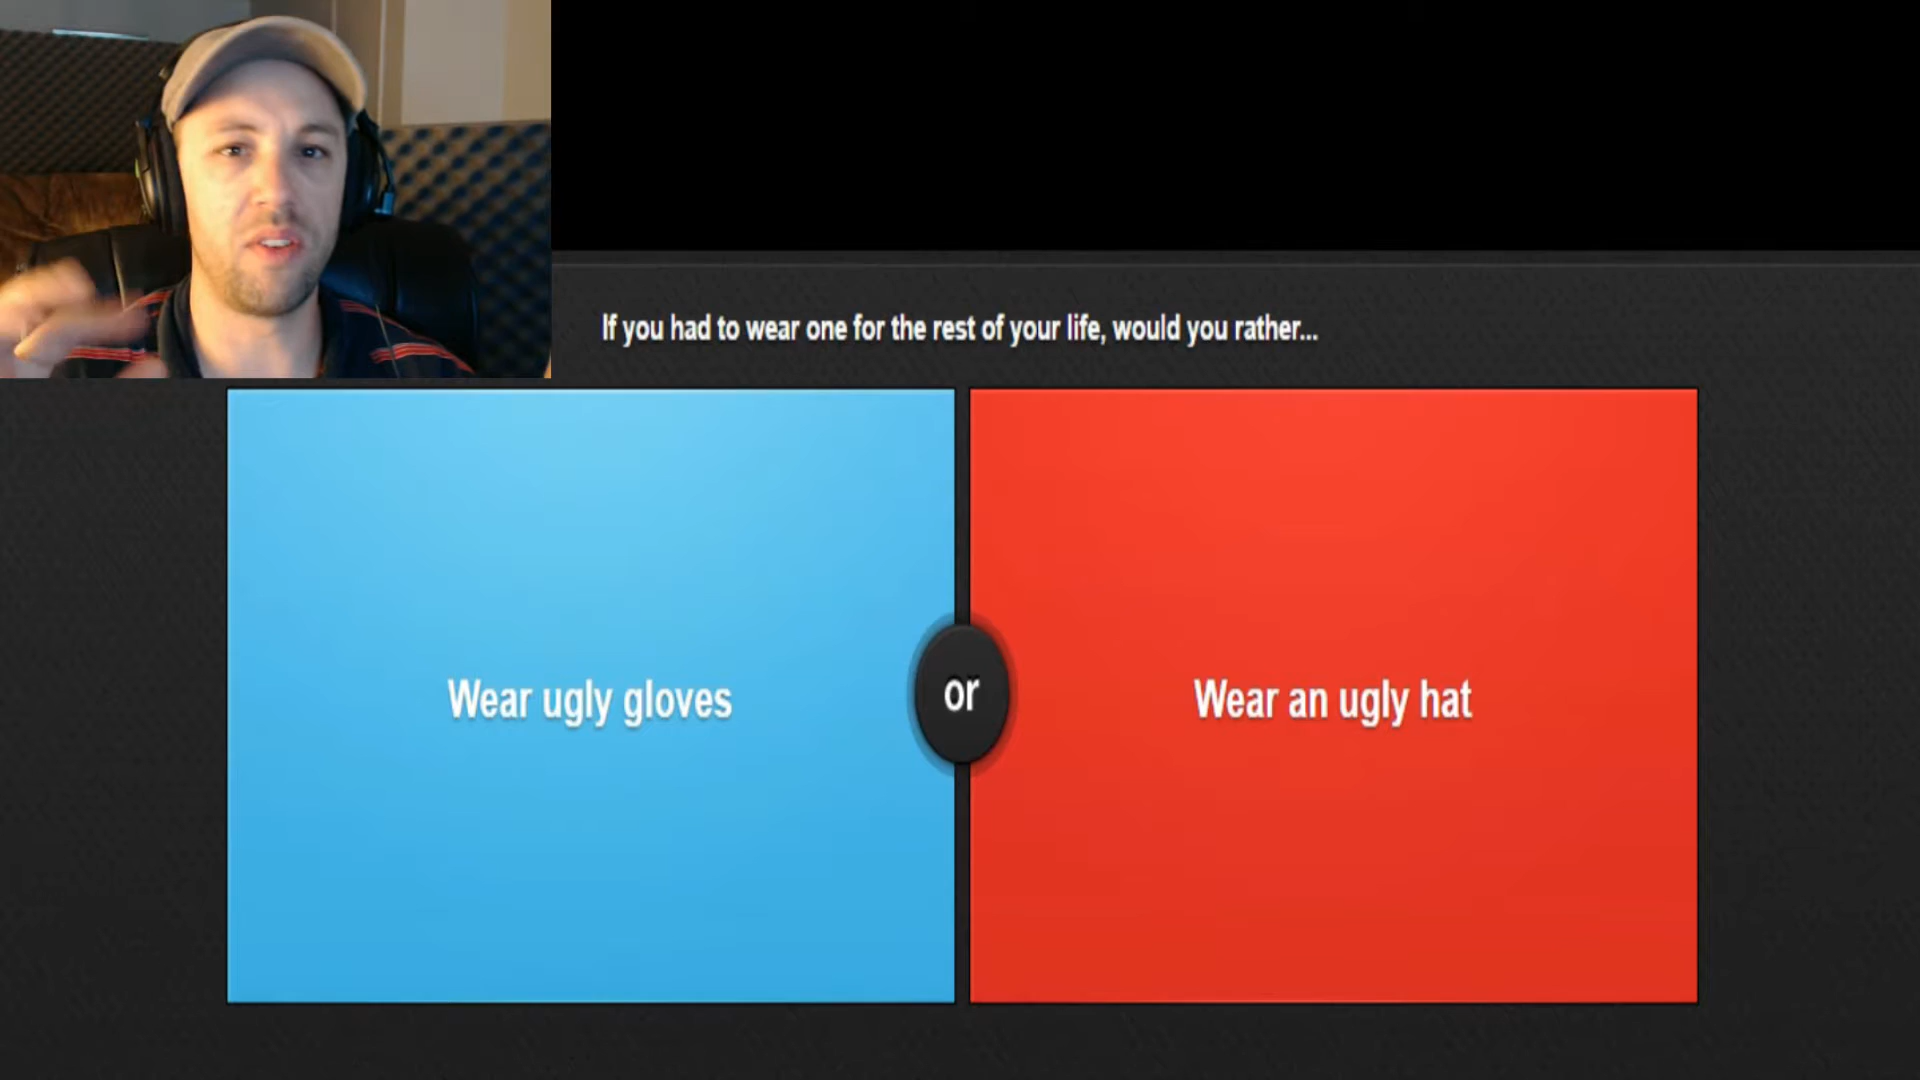 If you had to wear one for the rest of your life, would you rather...
Wear ugly gloves
or
Wear an ugly hat